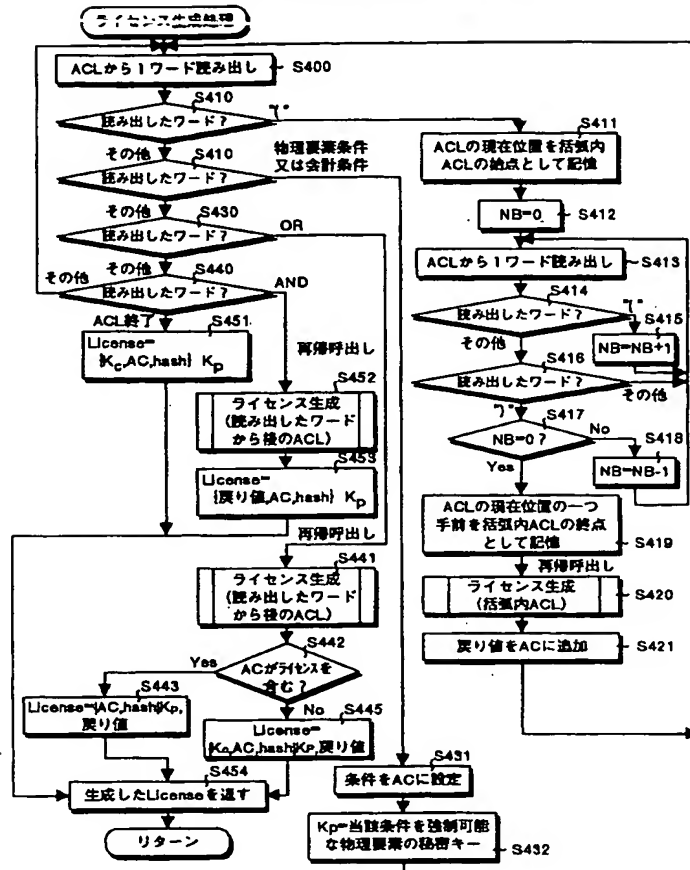 ライセンス生成処理
ACLから1ワード読み出し
S400
S410
読み出したワード?
"("
その他
S410
読み出したワード?
物理要素条件
又は会計条件
その他
S430
読み出したワード?
OR
その他
その他
S440
読み出したワード?
AND
ACL終了
S451
License=
{Kc,AC,hash} Kp
再帰呼出し
S452
ライセンス生成
(読み出したワード
から後のACL)
S453
License=
{戻り値,AC,hash} Kp
再帰呼出し
S441
ライセンス生成
(読み出したワード
から後のACL)
S442
ACがライセンスを
含む?
Yes
No
S443
License={AC,hash}Kp,
戻り値
S445
License=
{Kc,AC,hash}Kp,戻り値
S454
生成したLicenseを返す
リターン
S411
ACLの現在位置を括弧内
ACLの始点として記憶
NB=0
S412
ACLから1ワード読み出し
S413
S414
読み出したワード?
"("
S415
NB=NB+1
その他
S416
読み出したワード?
その他
")"
S417
NB=0?
No
S418
NB=NB-1
Yes
ACLの現在位置の一つ
手前を括弧内ACLの終点
として記憶
S419
再帰呼出し
ライセンス生成
(括弧内ACL)
S420
戻り値をACに追加
S421
S431
条件をACに設定
Kp=当該条件を強制可能
な物理要素の秘密キー
S432